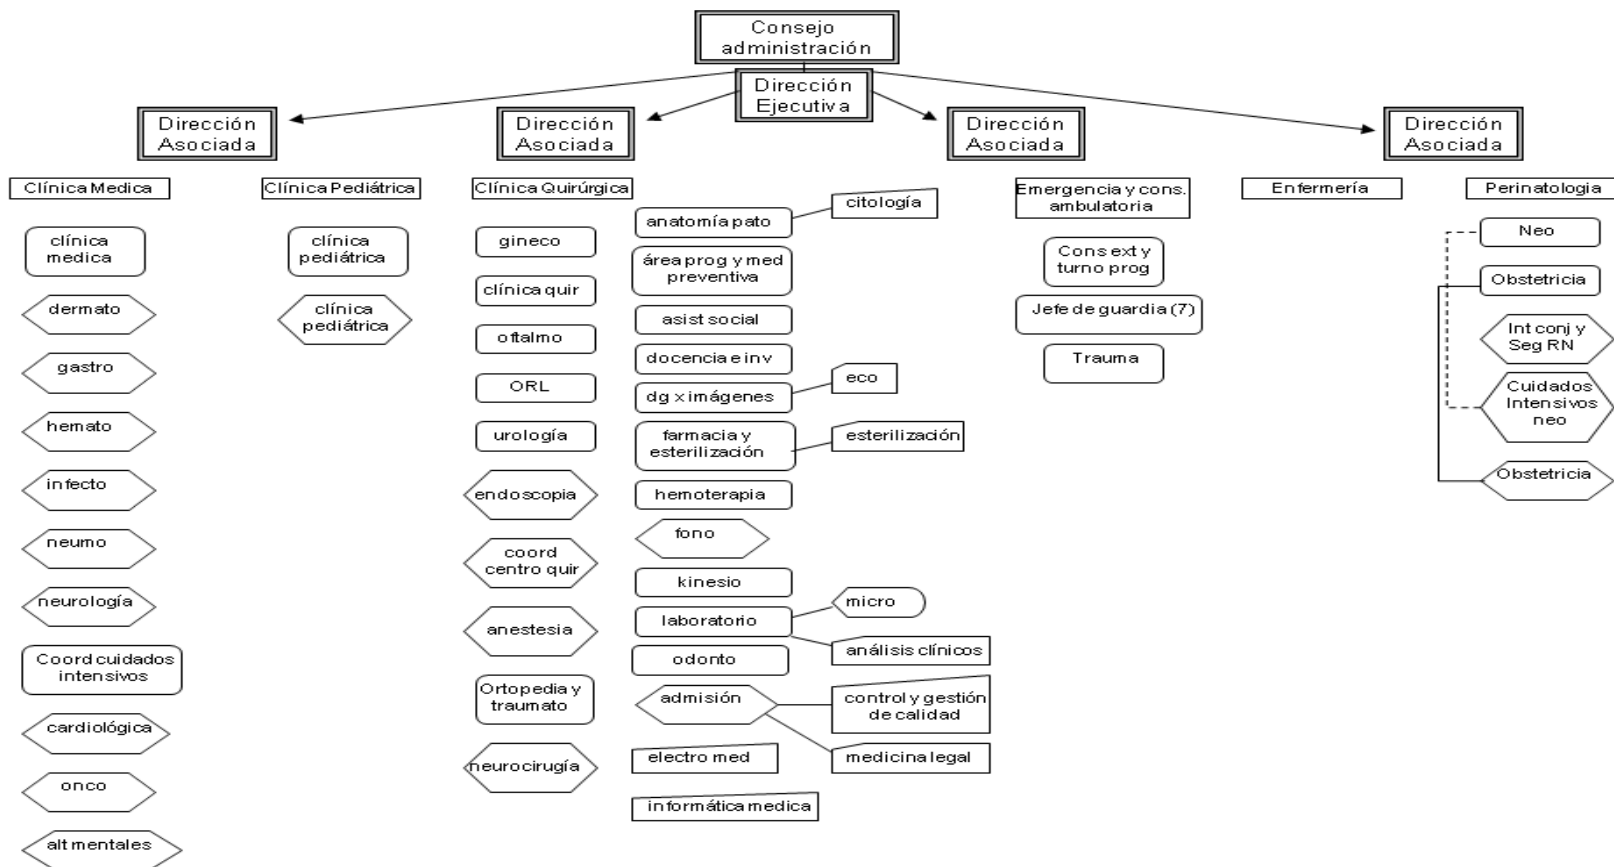 Consejo
administración
Dirección
Ejecutiva
Dirección
Asociada
Dirección
Asociada
Dirección
Asociada
Dirección
Asociada
Clínica Medica
clínica
medica
dermato
gastro
hemato
infecto
neumo
neurología
Coord cuidados
intensivos
cardiológica
onco
alt mentales
Clínica Pediátrica
clínica
pediátrica
clínica
pediátrica
Clínica Quirúrgica
gineco
clínica quir
oftalmo
ORL
urología
endoscopia
coord
centro quir
anestesia
Ortopedia y
traumato
neurocirugía
anatomía pato
citología
área prog y med
preventiva
asist social
docencia e inv
dg x imágenes
eco
farmacia y
esterilización
esterilización
hemoterapia
fono
kinesio
laboratorio
micro
análisis clínicos
odonto
admisión
control y gestión
de calidad
medicina legal
electro med
informática medica
Emergencia y cons.
ambulatoria
Cons ext y
turno prog
Jefe de guardia (7)
Trauma
Enfermería
Perinatologia
Neo
Obstetricia
Int conj y
Seg RN
Cuidados
Intensivos
neo
Obstetricia